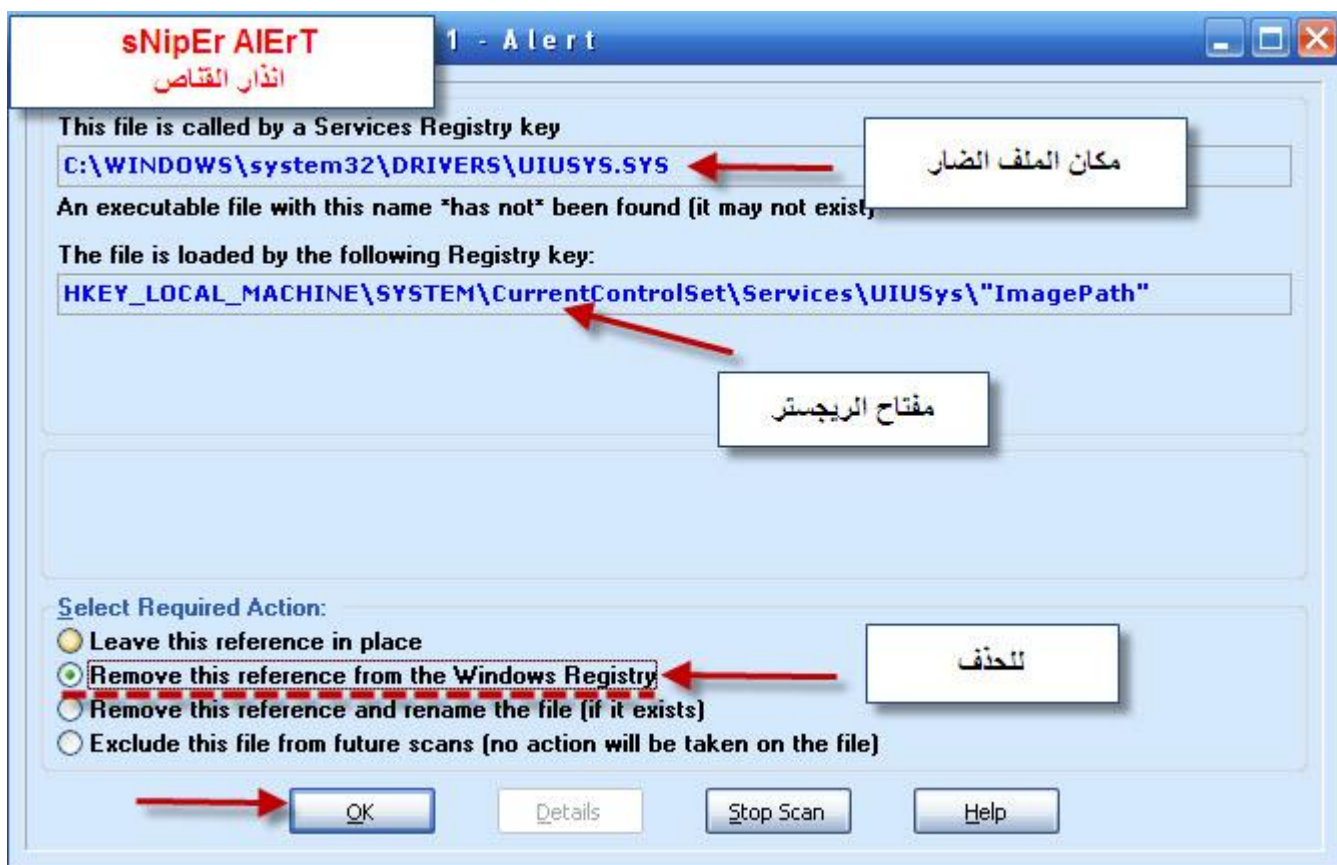 sNipEr AlErT
انذار القناص
1 - Alert
This file is called by a Services Registry key
C:\WINDOWS\system32\DRIVERS\UIUSYS.SYS
مكان الملف الضار
An executable file with this name *has not* been found (it may not exist)
The file is loaded by the following Registry key:
HKEY_LOCAL_MACHINE\SYSTEM\CurrentControlSet\Services\UIUSys\"ImagePath"
مفتاح الريجستر
Select Required Action:
Leave this reference in place
Remove this reference from the Windows Registry
للحذف
Remove this reference and rename the file (if it exists)
Exclude this file from future scans (no action will be taken on the file)
OK
Details
Stop Scan
Help